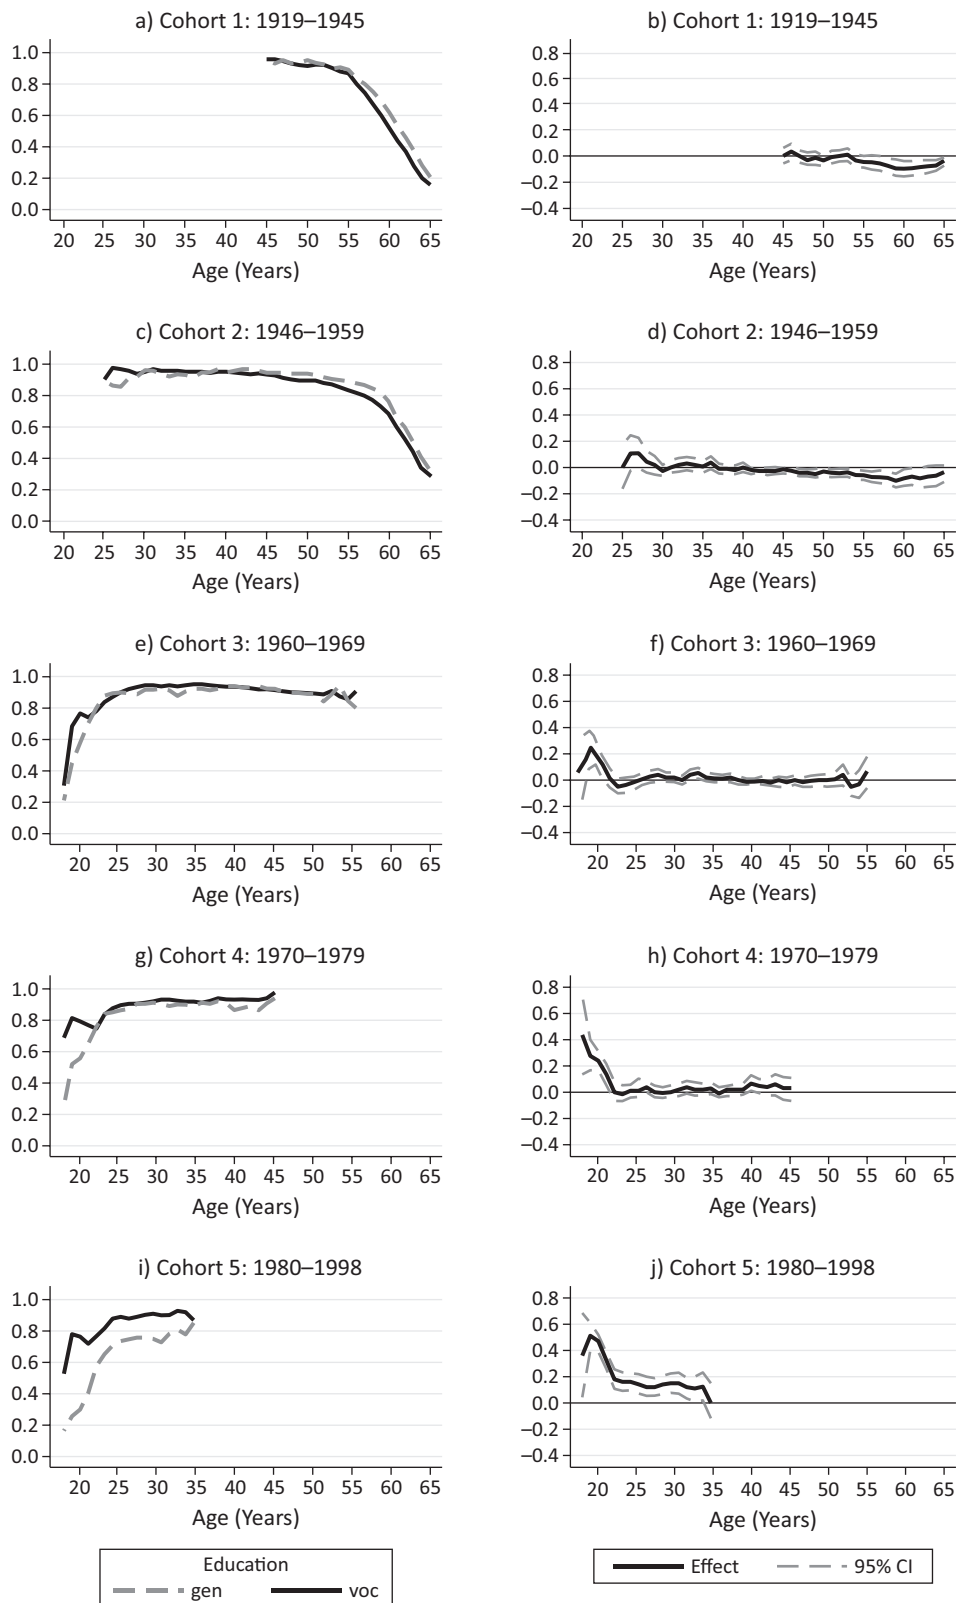 a) Cohort 1: 1919–1945
1.0
0.8
0.6
0.4
0.2
0.0
20 25 30 35 40 45 50 55 60 65
Age (Years)
b) Cohort 1: 1919–1945
0.8
0.6
0.4
0.2
0.0
–0.2
–0.4
20 25 30 35 40 45 50 55 60 65
Age (Years)
c) Cohort 2: 1946–1959
1.0
0.8
0.6
0.4
0.2
0.0
20 25 30 35 40 45 50 55 60 65
Age (Years)
d) Cohort 2: 1946–1959
0.8
0.6
0.4
0.2
0.0
–0.2
–0.4
20 25 30 35 40 45 50 55 60 65
Age (Years)
e) Cohort 3: 1960–1969
1.0
0.8
0.6
0.4
0.2
0.0
20 25 30 35 40 45 50 55 60 65
Age (Years)
f) Cohort 3: 1960–1969
0.8
0.6
0.4
0.2
0.0
–0.2
–0.4
20 25 30 35 40 45 50 55 60 65
Age (Years)
g) Cohort 4: 1970–1979
1.0
0.8
0.6
0.4
0.2
0.0
20 25 30 35 40 45 50 55 60 65
Age (Years)
h) Cohort 4: 1970–1979
0.8
0.6
0.4
0.2
0.0
–0.2
–0.4
20 25 30 35 40 45 50 55 60 65
Age (Years)
i) Cohort 5: 1980–1998
1.0
0.8
0.6
0.4
0.2
0.0
20 25 30 35 40 45 50 55 60 65
Age (Years)
j) Cohort 5: 1980–1998
0.8
0.6
0.4
0.2
0.0
–0.2
–0.4
20 25 30 35 40 45 50 55 60 65
Age (Years)
Education
gen voc
Effect 95% CI